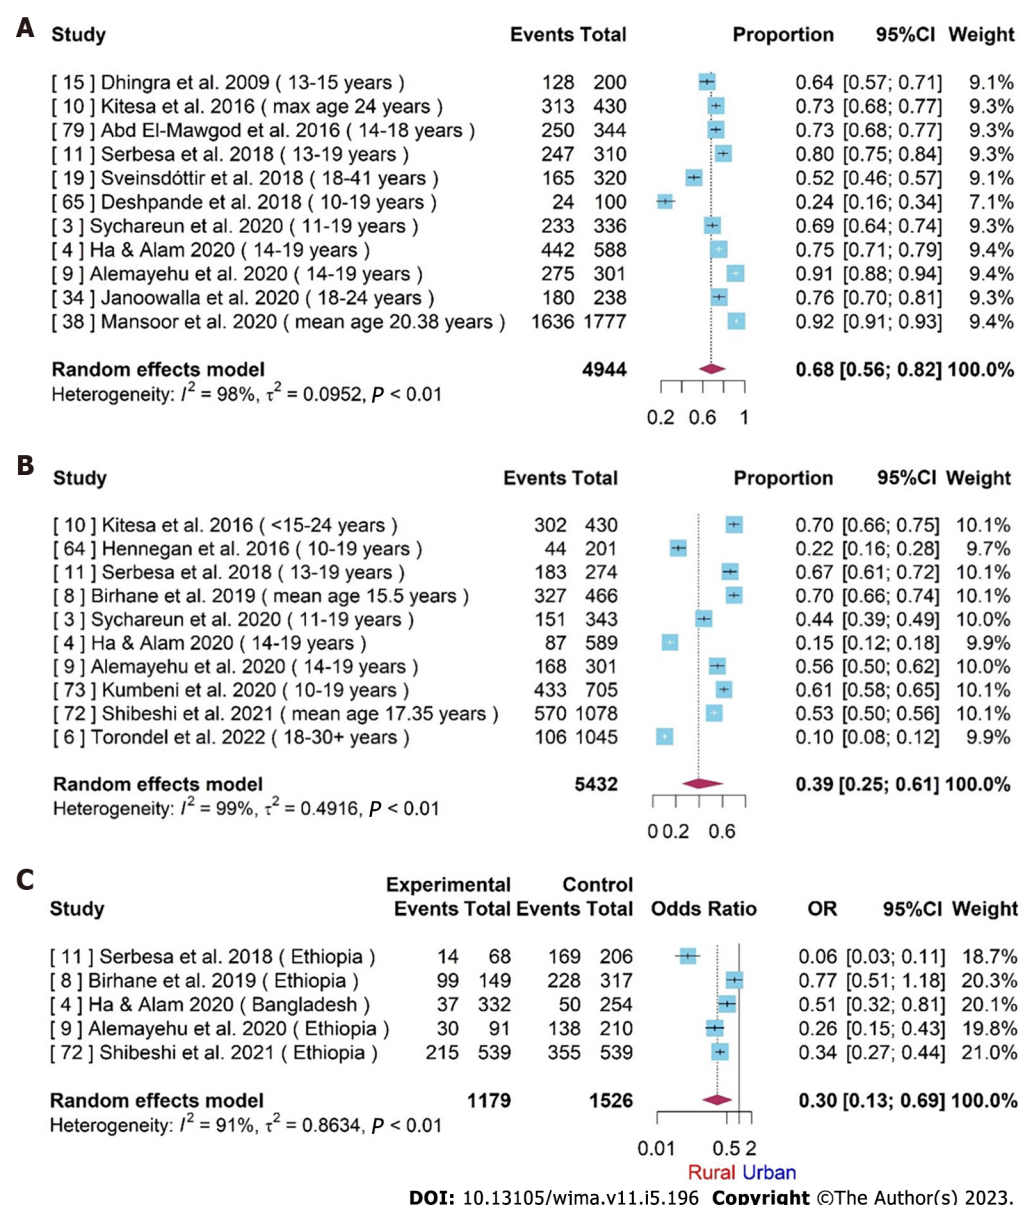 A
Study Events Total Proportion 95%CI Weight
[ 15 ] Dhingra et al. 2009 ( 13-15 years ) 128 200 0.64 [0.57; 0.71] 9.1%
[ 10 ] Kitesa et al. 2016 ( max age 24 years ) 313 430 0.73 [0.68; 0.77] 9.3%
[ 79 ] Abd El-Mawgod et al. 2016 ( 14-18 years ) 250 344 0.73 [0.68; 0.77] 9.3%
[ 11 ] Serbesa et al. 2018 ( 13-19 years ) 247 310 0.80 [0.75; 0.84] 9.3%
[ 19 ] Sveinsdóttir et al. 2018 ( 18-41 years ) 165 320 0.52 [0.46; 0.57] 9.1%
[ 65 ] Deshpande et al. 2018 ( 10-19 years ) 24 100 0.24 [0.16; 0.34] 7.1%
[ 3 ] Sychareun et al. 2020 ( 11-19 years ) 233 336 0.69 [0.64; 0.74] 9.3%
[ 4 ] Ha & Alam 2020 ( 14-19 years ) 442 588 0.75 [0.71; 0.79] 9.4%
[ 9 ] Alemayehu et al. 2020 ( 14-19 years ) 275 301 0.91 [0.88; 0.94] 9.4%
[ 34 ] Janoowalla et al. 2020 ( 18-24 years ) 180 238 0.76 [0.70; 0.81] 9.3%
[ 38 ] Mansoor et al. 2020 ( mean age 20.38 years ) 1636 1777 0.92 [0.91; 0.93] 9.4%
Random effects model 4944 0.68 [0.56; 0.82] 100.0%
Heterogeneity: I² = 98%, τ² = 0.0952, P < 0.01
0.2 0.6 1
B
Study Events Total Proportion 95%CI Weight
[ 10 ] Kitesa et al. 2016 ( <15-24 years ) 302 430 0.70 [0.66; 0.75] 10.1%
[ 64 ] Hennegan et al. 2016 ( 10-19 years ) 44 201 0.22 [0.16; 0.28] 9.7%
[ 11 ] Serbesa et al. 2018 ( 13-19 years ) 183 274 0.67 [0.61; 0.72] 10.1%
[ 8 ] Birhane et al. 2019 ( mean age 15.5 years ) 327 466 0.70 [0.66; 0.74] 10.1%
[ 3 ] Sychareun et al. 2020 ( 11-19 years ) 151 343 0.44 [0.39; 0.49] 10.0%
[ 4 ] Ha & Alam 2020 ( 14-19 years ) 87 589 0.15 [0.12; 0.18] 9.9%
[ 9 ] Alemayehu et al. 2020 ( 14-19 years ) 168 301 0.56 [0.50; 0.62] 10.0%
[ 73 ] Kumbeni et al. 2020 ( 10-19 years ) 433 705 0.61 [0.58; 0.65] 10.1%
[ 72 ] Shibeshi et al. 2021 ( mean age 17.35 years ) 570 1078 0.53 [0.50; 0.56] 10.1%
[ 6 ] Torondel et al. 2022 ( 18-30+ years ) 106 1045 0.10 [0.08; 0.12] 9.9%
Random effects model 5432 0.39 [0.25; 0.61] 100.0%
Heterogeneity: I² = 99%, τ² = 0.4916, P < 0.01
0 0.2 0.6
C
Experimental Control
Study Events Total Events Total Odds Ratio OR 95%CI Weight
[ 11 ] Serbesa et al. 2018 ( Ethiopia ) 14 68 169 206 0.06 [0.03; 0.11] 18.7%
[ 8 ] Birhane et al. 2019 ( Ethiopia ) 99 149 228 317 0.77 [0.51; 1.18] 20.3%
[ 4 ] Ha & Alam 2020 ( Bangladesh ) 37 332 50 254 0.51 [0.32; 0.81] 20.1%
[ 9 ] Alemayehu et al. 2020 ( Ethiopia ) 30 91 138 210 0.26 [0.15; 0.43] 19.8%
[ 72 ] Shibeshi et al. 2021 ( Ethiopia ) 215 539 355 539 0.34 [0.27; 0.44] 21.0%
Random effects model 1179 1526 0.30 [0.13; 0.69] 100.0%
Heterogeneity: I² = 91%, τ² = 0.8634, P < 0.01
0.01 0.5 2
Rural Urban
DOI: 10.13105/wjma.v11.i5.196 Copyright ©The Author(s) 2023.